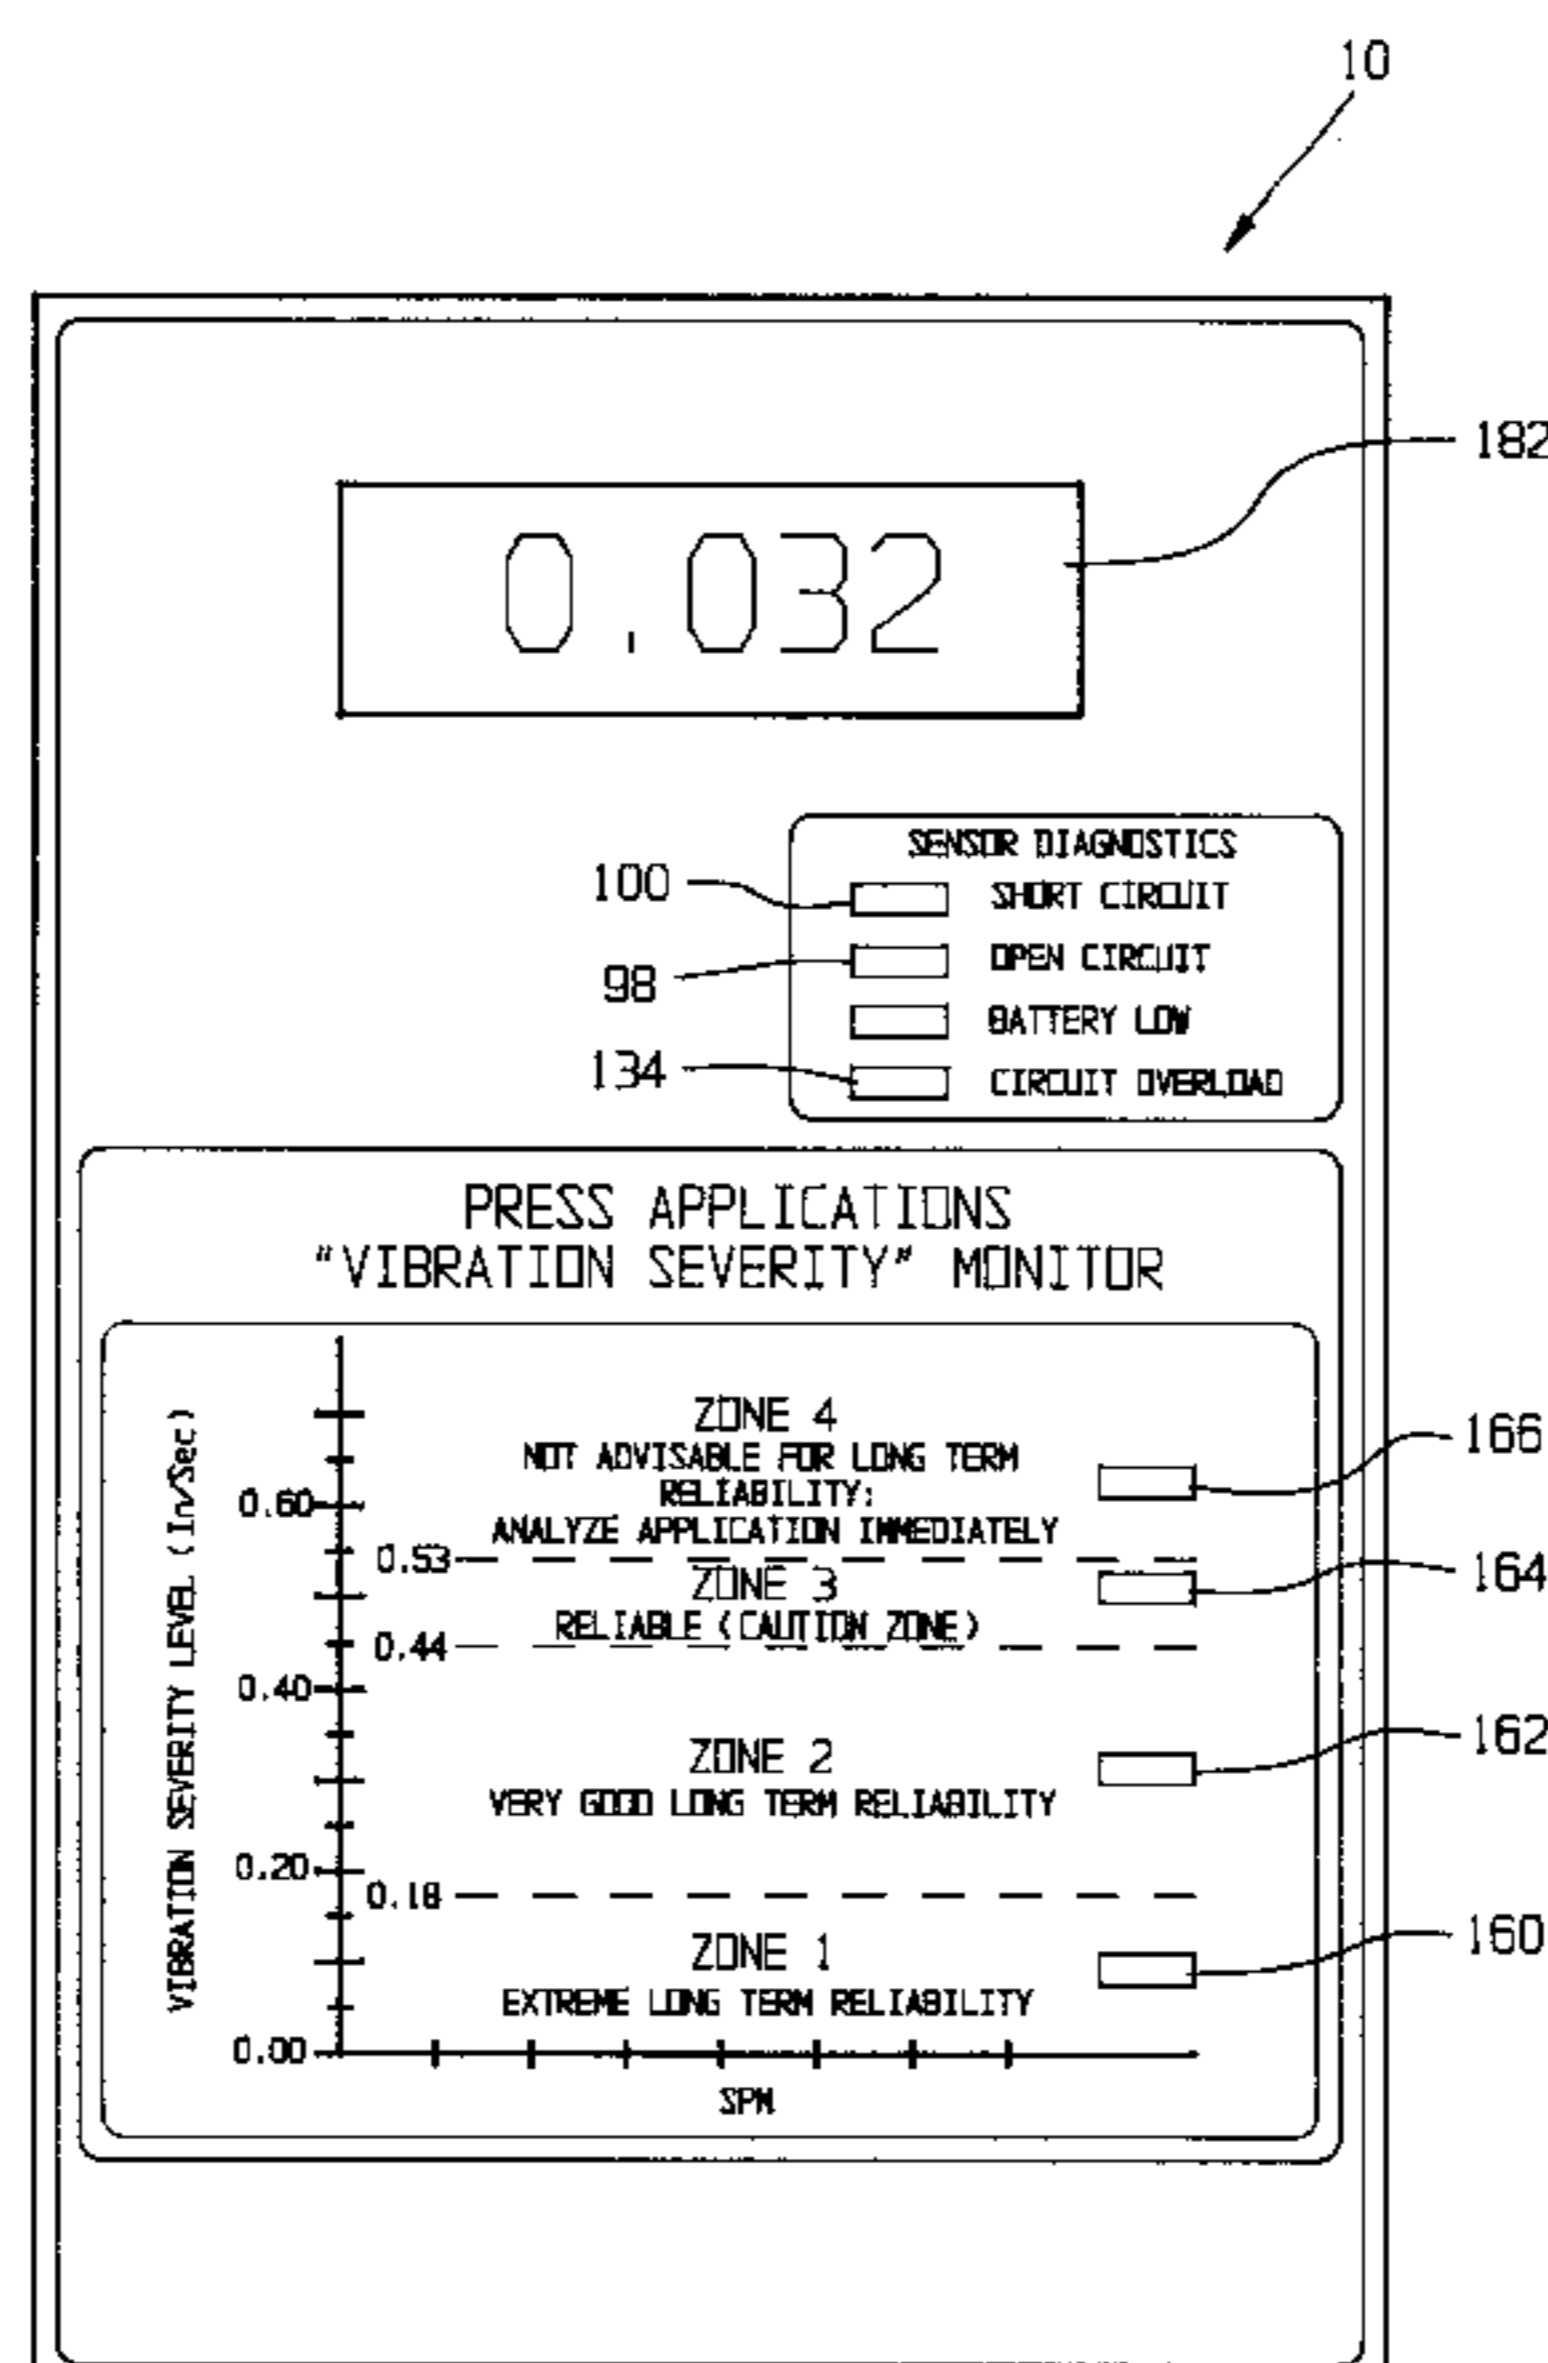 10
182
0.032
SENSOR DIAGNOSTICS
100 SHORT CIRCUIT
98 OPEN CIRCUIT
BATTERY LOW
134 CIRCUIT OVERLOAD
PRESS APPLICATIONS
"VIBRATION SEVERITY" MONITOR
VIBRATION SEVERITY LEVEL (In/Sec)
ZONE 4
NOT ADVISABLE FOR LONG TERM
RELIABILITY;
ANALYZE APPLICATION IMMEDIATELY
166
0.60
0.53
ZONE 3
164
RELIABLE (CAUTION ZONE)
0.44
0.40
ZONE 2
162
VERY GOOD LONG TERM RELIABILITY
0.20
0.18
ZONE 1
160
EXTREME LONG TERM RELIABILITY
0.00
SPM